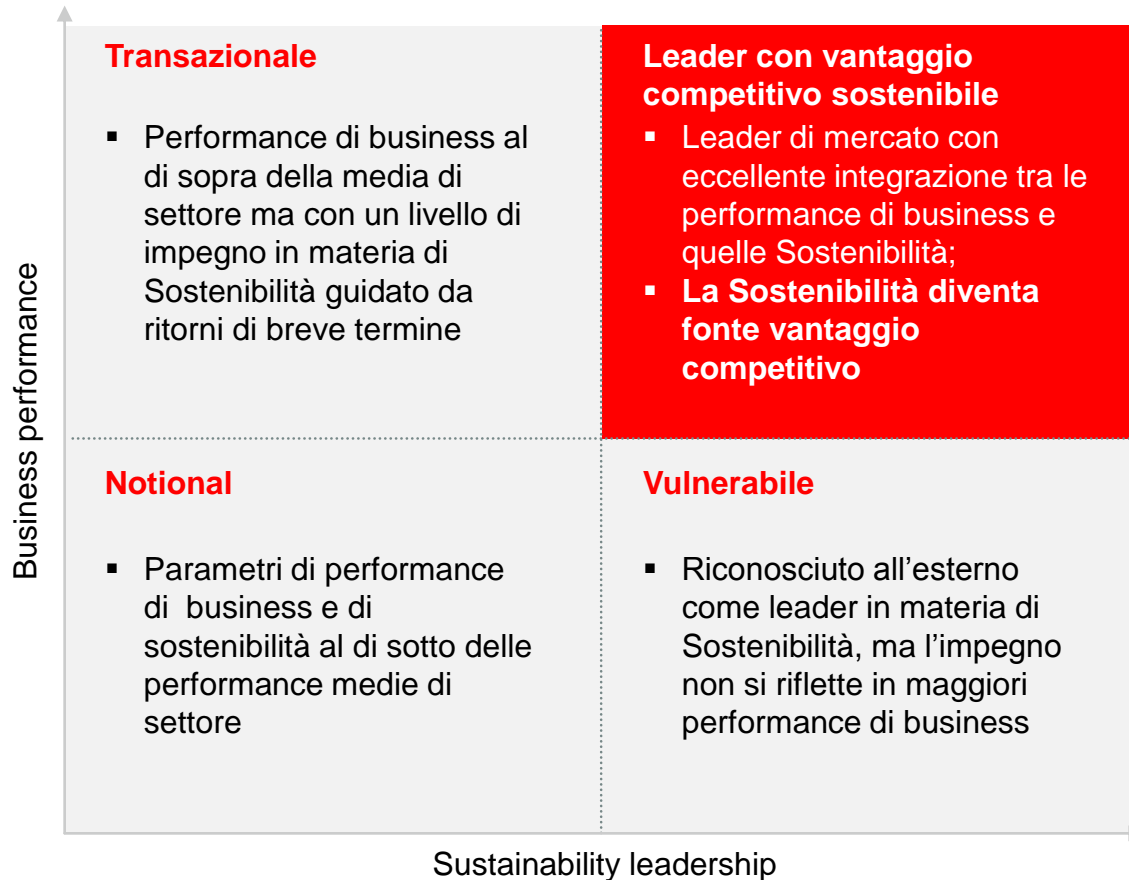 Transazionale
▪ Performance di business al
di sopra della media di
settore ma con un livello di
impegno in materia di
Sostenibilità guidato da
ritorni di breve termine
Leader con vantaggio
competitivo sostenibile
▪ Leader di mercato con
eccellente integrazione tra le
performance di business e
quelle Sostenibilità;
▪ La Sostenibilità diventa
fonte vantaggio
competitivo
Business performance
Notional
▪ Parametri di performance
di business e di
sostenibilità al di sotto delle
performance medie di
settore
Vulnerabile
▪ Riconosciuto all’esterno
come leader in materia di
Sostenibilità, ma l’impegno
non si riflette in maggiori
performance di business
Sustainability leadership